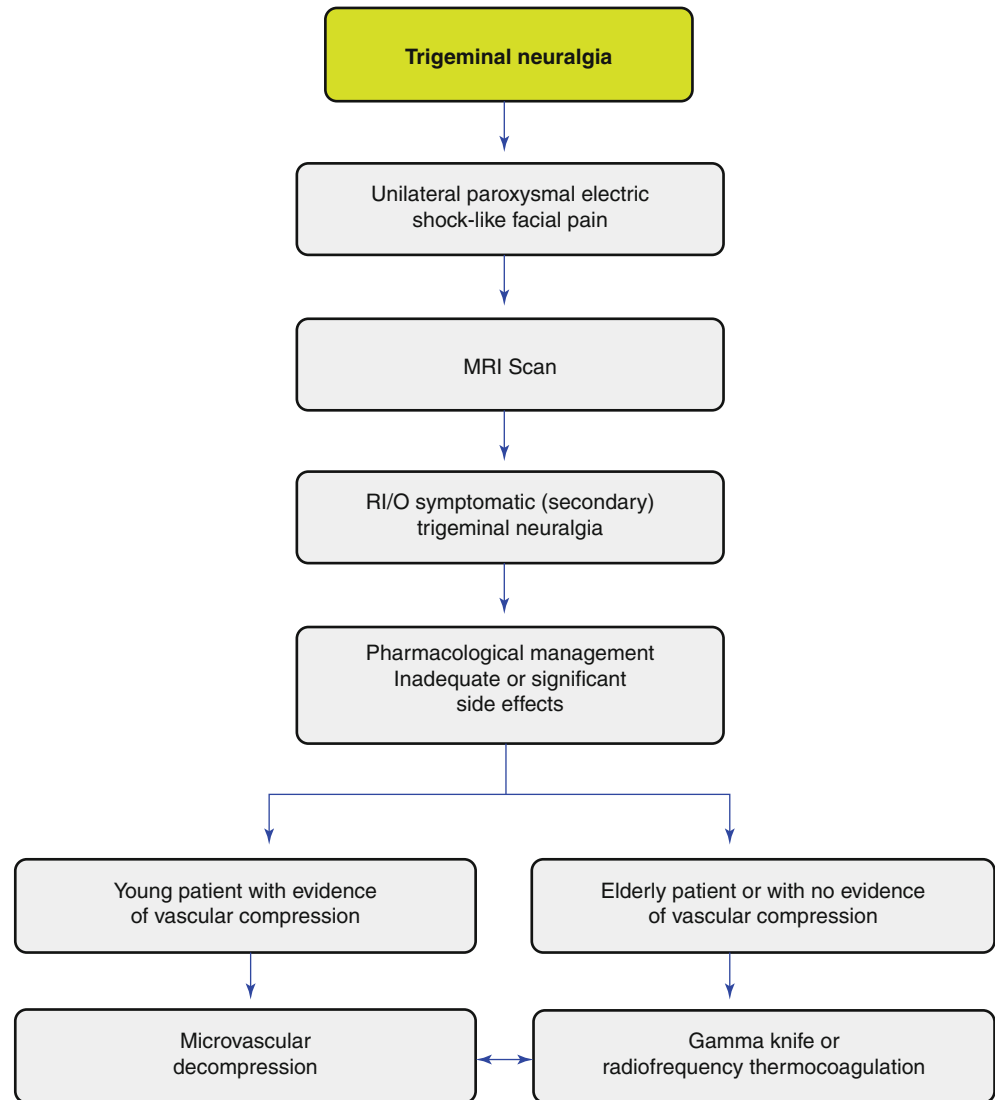 Trigeminal neuralgia
Unilateral paroxysmal electric
shock-like facial pain
MRI Scan
RI/O symptomatic (secondary)
trigeminal neuralgia
Pharmacological management
Inadequate or significant
side effects
Young patient with evidence
of vascular compression
Elderly patient or with no evidence
of vascular compression
Microvascular
decompression
Gamma knife or
radiofrequency thermocoagulation